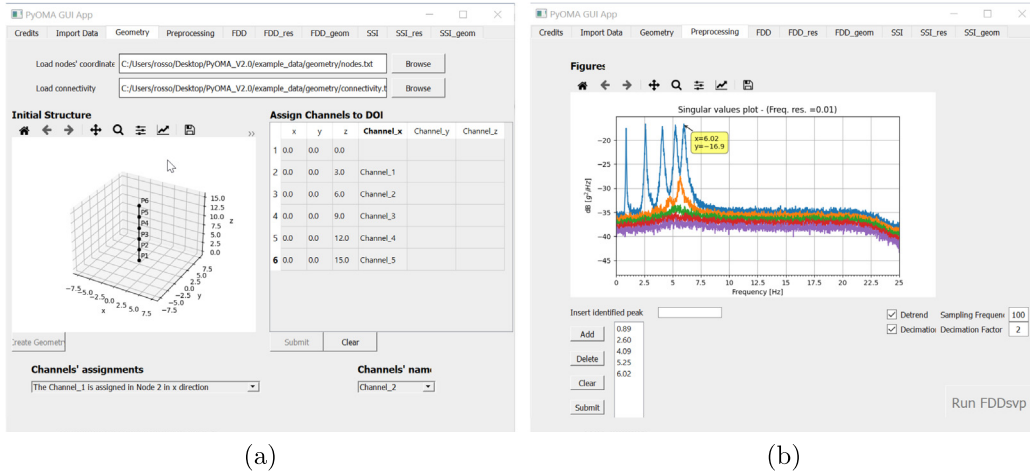 PyOMA GUI App
Credits Import Data Geometry Preprocessing FDD FDD_res FDD_geom SSI SSI_res SSI_geom
Load nodes' coordinate C:/Users/rosso/Desktop/PyOMA_V2.0/example_data/geometry/nodes.txt Browse
Load connectivity C:/Users/rosso/Desktop/PyOMA_V2.0/example_data/geometry/connectivity.t Browse
Initial Structure
»
P6
P5
P4
P3
P2
P1
15.0
12.5
10.0
7.5
5.0
2.5
0.0
z
−7.5 −5.0 −2.5 0.0 2.5 5.0 7.5
x
7.5
5.0
2.5
0.0
−2.5
−5.0
−7.5
y
Create Geometr
Assign Channels to DOI
x y z Channel_x Channel_y Channel_z
1 0.0 0.0 0.0
2 0.0 0.0 3.0 Channel_1
3 0.0 0.0 6.0 Channel_2
4 0.0 0.0 9.0 Channel_3
5 0.0 0.0 12.0 Channel_4
6 0.0 0.0 15.0 Channel_5
Submit Clear
Channels' assignments
The Channel_1 is assigned in Node 2 in x direction
Channels' name
Channel_2
(a)
PyOMA GUI App
Credits Import Data Geometry Preprocessing FDD FDD_res FDD_geom SSI SSI_res SSI_geom
Figures
Singular values plot - (Freq. res. =0.01)
x=6.02
y=−16.9
dB [g²/Hz]
−20
−25
−30
−35
−40
−45
0 2.5 5 7.5 10 12.5 15 17.5 20 22.5 25
Frequency [Hz]
Insert identified peak
Add
Delete
Clear
Submit
0.89
2.60
4.09
5.25
6.02
Detrend Sampling Frequen 100
Decimatio Decimation Factor 2
Run FDDsvp
(b)